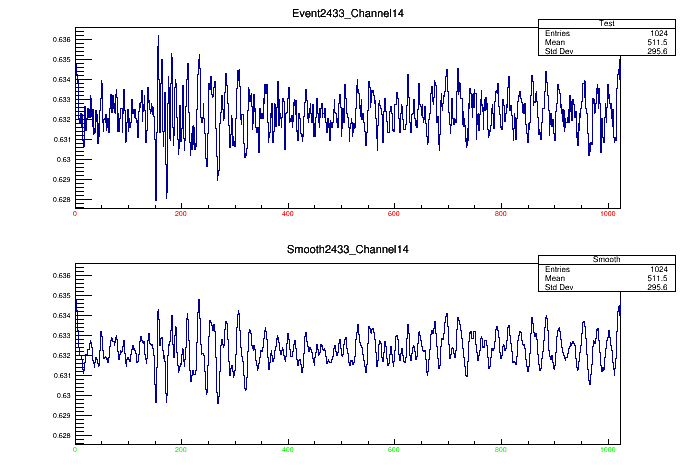 Event2433_Channel14
Test
Entries 1024
Mean 511.5
Std Dev 295.6
0.636
0.635
0.634
0.633
0.632
0.631
0.63
0.629
0.628
0 200 400 600 800 1000
Smooth2433_Channel14
Smooth
Entries 1024
Mean 511.5
Std Dev 295.6
0.636
0.635
0.634
0.633
0.632
0.631
0.63
0.629
0.628
0 200 400 600 800 1000